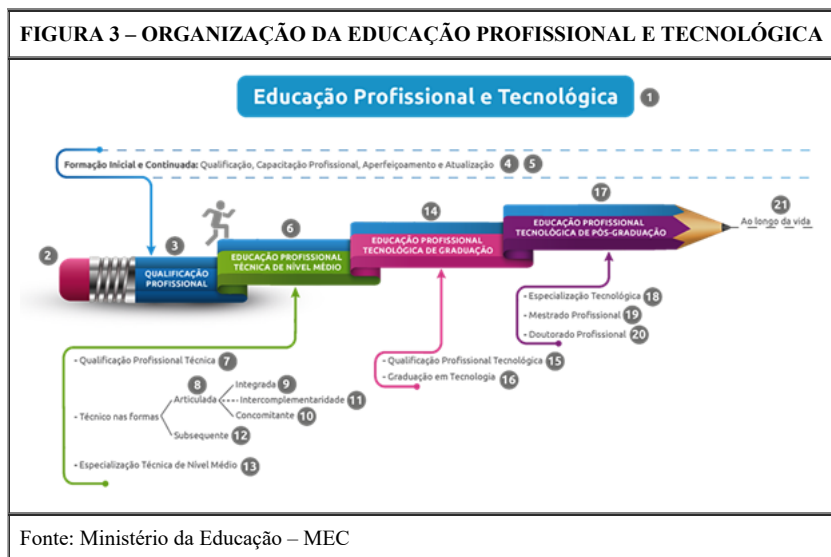 FIGURA 3 – ORGANIZAÇÃO DA EDUCAÇÃO PROFISSIONAL E TECNOLÓGICA
Educação Profissional e Tecnológica 1
Formação Inicial e Continuada: Qualificação, Capacitação Profissional, Aperfeiçoamento e Atualização 4 5
2
3
QUALIFICAÇÃO
PROFISSIONAL
6
EDUCAÇÃO PROFISSIONAL
TÉCNICA DE NÍVEL MÉDIO
14
EDUCAÇÃO PROFISSIONAL
TECNOLÓGICA DE GRADUAÇÃO
17
EDUCAÇÃO PROFISSIONAL
TECNOLÓGICA DE PÓS-GRADUAÇÃO
21
Ao longo da vida
- Qualificação Profissional Técnica 7
- Técnico nas formas
8
Articulada
Integrada 9
Intercomplementaridade 11
Concomitante 10
Subsequente 12
- Especialização Técnica de Nível Médio 13
- Qualificação Profissional Tecnológica 15
- Graduação em Tecnologia 16
- Especialização Tecnológica 18
- Mestrado Profissional 19
- Doutorado Profissional 20
Fonte: Ministério da Educação – MEC